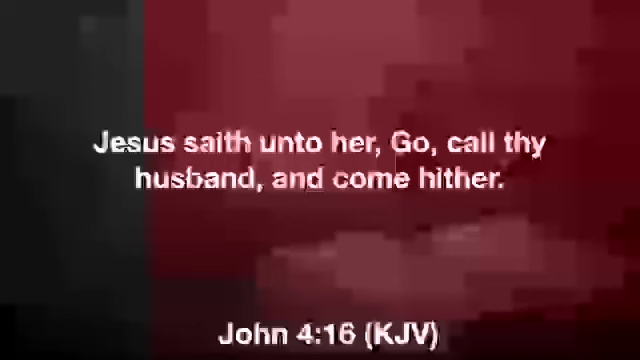 Jesus saith unto her, Go, call thy
husband, and come hither.
John 4:16 (KJV)